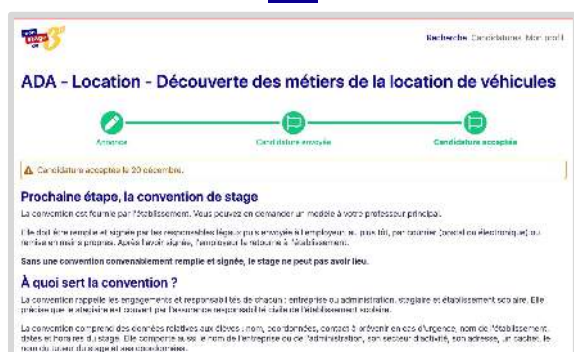 mon
stage
de 3e
Recherche Candidatures Mon profil
ADA - Location - Découverte des métiers de la location de véhicules
Annonce Candidature envoyée Candidature acceptée
Candidature acceptée le 20 décembre.
Prochaine étape, la convention de stage
La convention est fournie par l'établissement. Vous pouvez en demander un modèle à votre professeur principal.
Elle doit être remplie et signée par les responsables légaux puis envoyée à l'employeur, au plus tôt, par courrier (postal ou électronique) ou
remise en mains propres. Après l'avoir signée, l'employeur la retourne à l'établissement.
Sans une convention convenablement remplie et signée, le stage ne peut pas avoir lieu.
À quoi sert la convention ?
La convention rappelle les engagements et responsabilités de chacun : entreprise ou administration, stagiaire et établissement scolaire. Elle
précise que le stagiaire est couvert par l'assurance responsabilité civile de l'établissement scolaire.
La convention comprend des données relatives aux élèves : nom, coordonnées, contact à prévenir en cas d'urgence, nom de l'établissement,
dates et horaires du stage. Elle comporte aussi le nom de l'entreprise ou de l'administration, son secteur d'activité, son adresse, un cachet, le
nom du tuteur du stage et ses coordonnées.